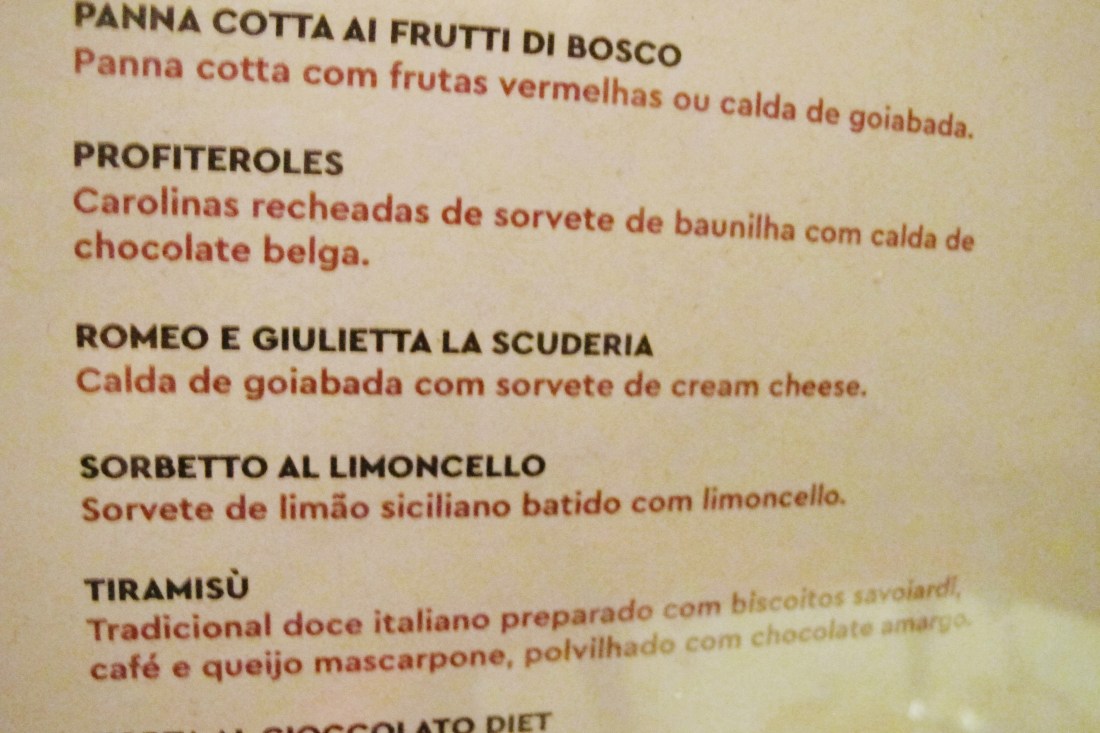 PANNA COTTA AI FRUTTI DI BOSCO
Panna cotta com frutas vermelhas ou calda de goiabada.
PROFITEROLES
Carolinas recheadas de sorvete de baunilha com calda de
chocolate belga.
ROMEO E GIULIETTA LA SCUDERIA
Calda de goiabada com sorvete de cream cheese.
SORBETTO AL LIMONCELLO
Sorvete de limão siciliano batido com limoncello.
TIRAMISÙ
Tradicional doce italiano preparado com biscoitos savoiardi,
café e queijo mascarpone, polvilhado com chocolate amargo.
AL CIOCCOLATO DIET